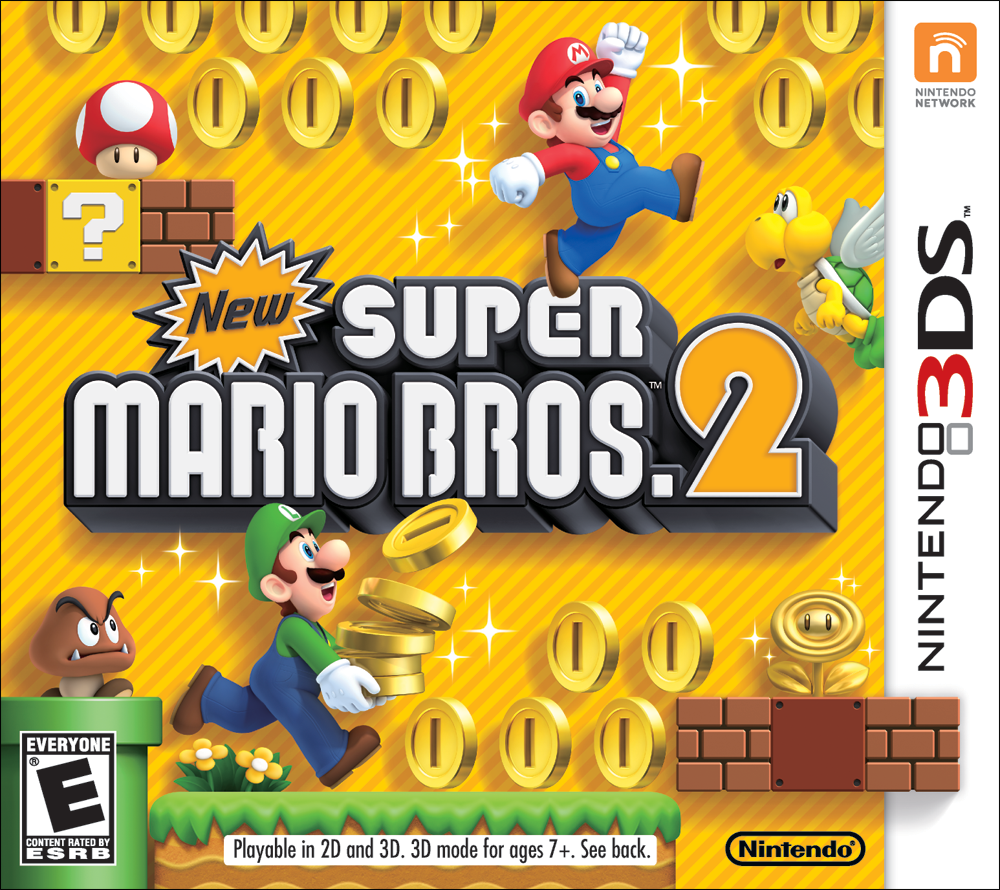 M
n
NINTENDO
NETWORK
?
New
SUPER
MARIO BROS.™ 2
NINTENDO 3DS™
L
EVERYONE
E®
CONTENT RATED BY
ESRB
Playable in 2D and 3D. 3D mode for ages 7+. See back.
Nintendo®